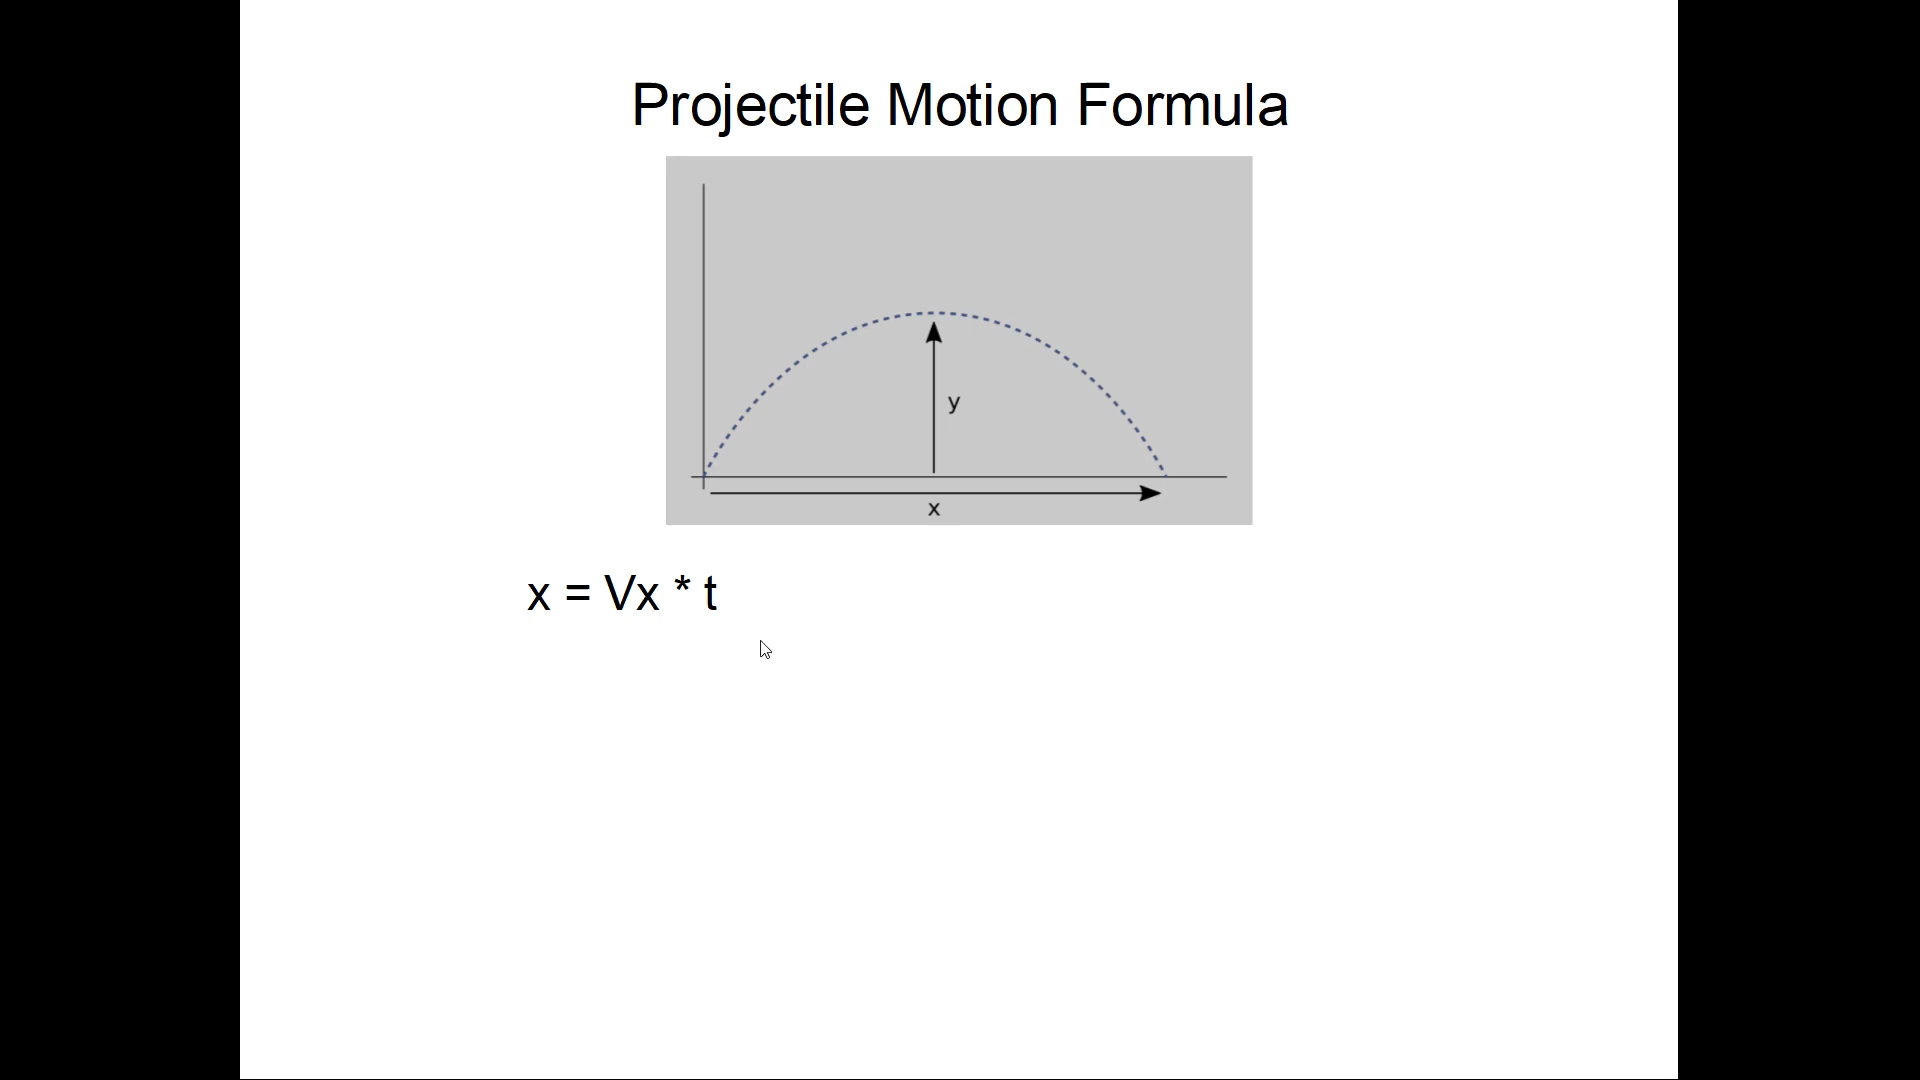 Projectile Motion Formula
y
x
x = Vx * t